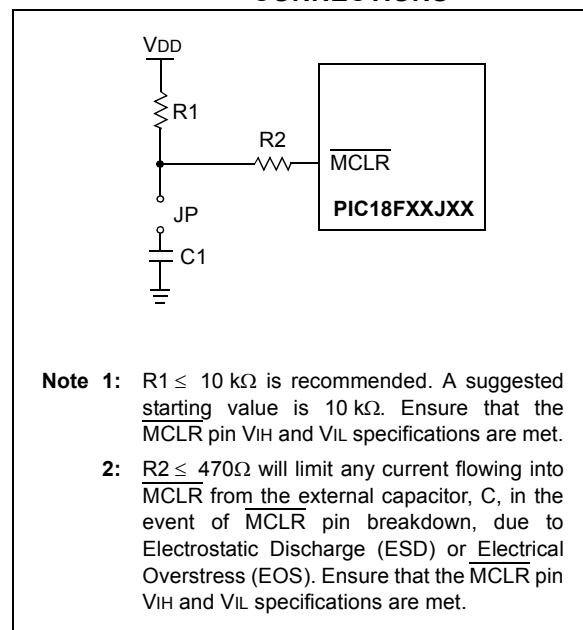 VDD
R1
R2
MCLR
JP
PIC18FXXJXX
C1
Note 1: R1 ≤ 10 kΩ is recommended. A suggested
starting value is 10 kΩ. Ensure that the
MCLR pin VIH and VIL specifications are met.
2: R2 ≤ 470Ω will limit any current flowing into
MCLR from the external capacitor, C, in the
event of MCLR pin breakdown, due to
Electrostatic Discharge (ESD) or Electrical
Overstress (EOS). Ensure that the MCLR pin
VIH and VIL specifications are met.